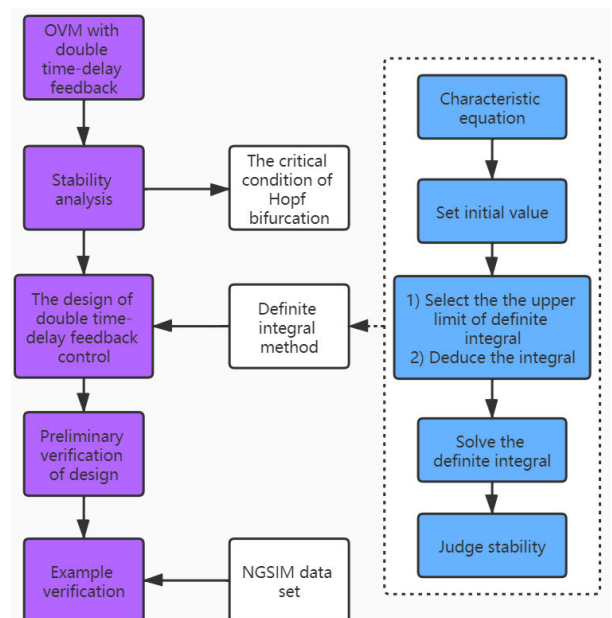 OVM with
double
time-delay
feedback
Stability
analysis
The critical
condition of
Hopf
bifurcation
The design of
double time-
delay feedback
control
Definite
integral
method
Preliminary
verification
of design
Example
verification
NGSIM data
set
Characteristic
equation
Set initial value
1) Select the the upper
limit of definite
integral
2) Deduce the integral
Solve the
definite integral
Judge stability